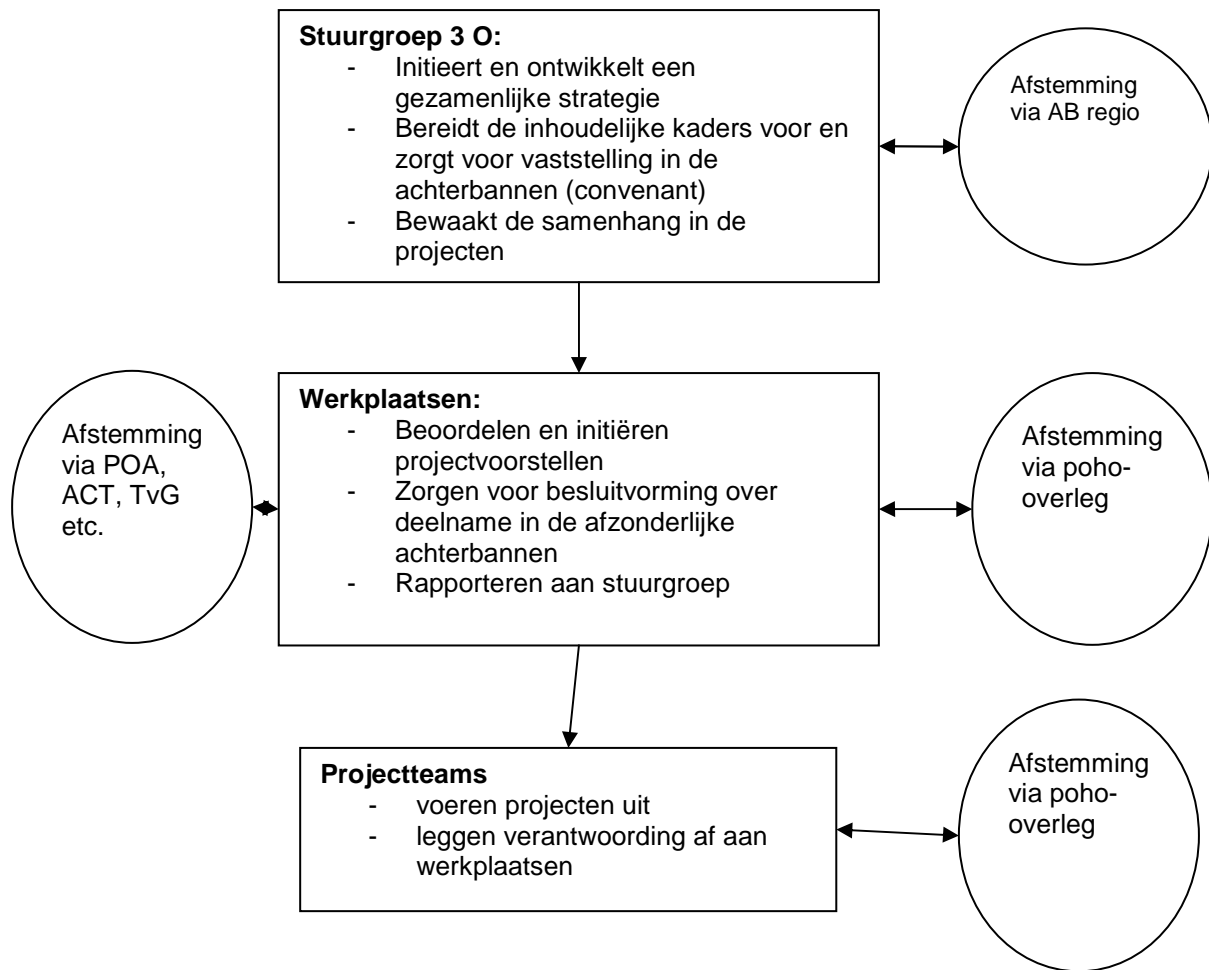 Stuurgroep 3 O:
- Initieert en ontwikkelt een
gezamenlijke strategie
- Bereidt de inhoudelijke kaders voor en
zorgt voor vaststelling in de
achterbannen (convenant)
- Bewaakt de samenhang in de
projecten
Afstemming
via AB regio
Afstemming
via POA,
ACT, TvG
etc.
Werkplaatsen:
- Beoordelen en initiëren
projectvoorstellen
- Zorgen voor besluitvorming over
deelname in de afzonderlijke
achterbannen
- Rapporteren aan stuurgroep
Afstemming
via poho-
overleg
Projectteams
- voeren projecten uit
- leggen verantwoording af aan
werkplaatsen
Afstemming
via poho-
overleg